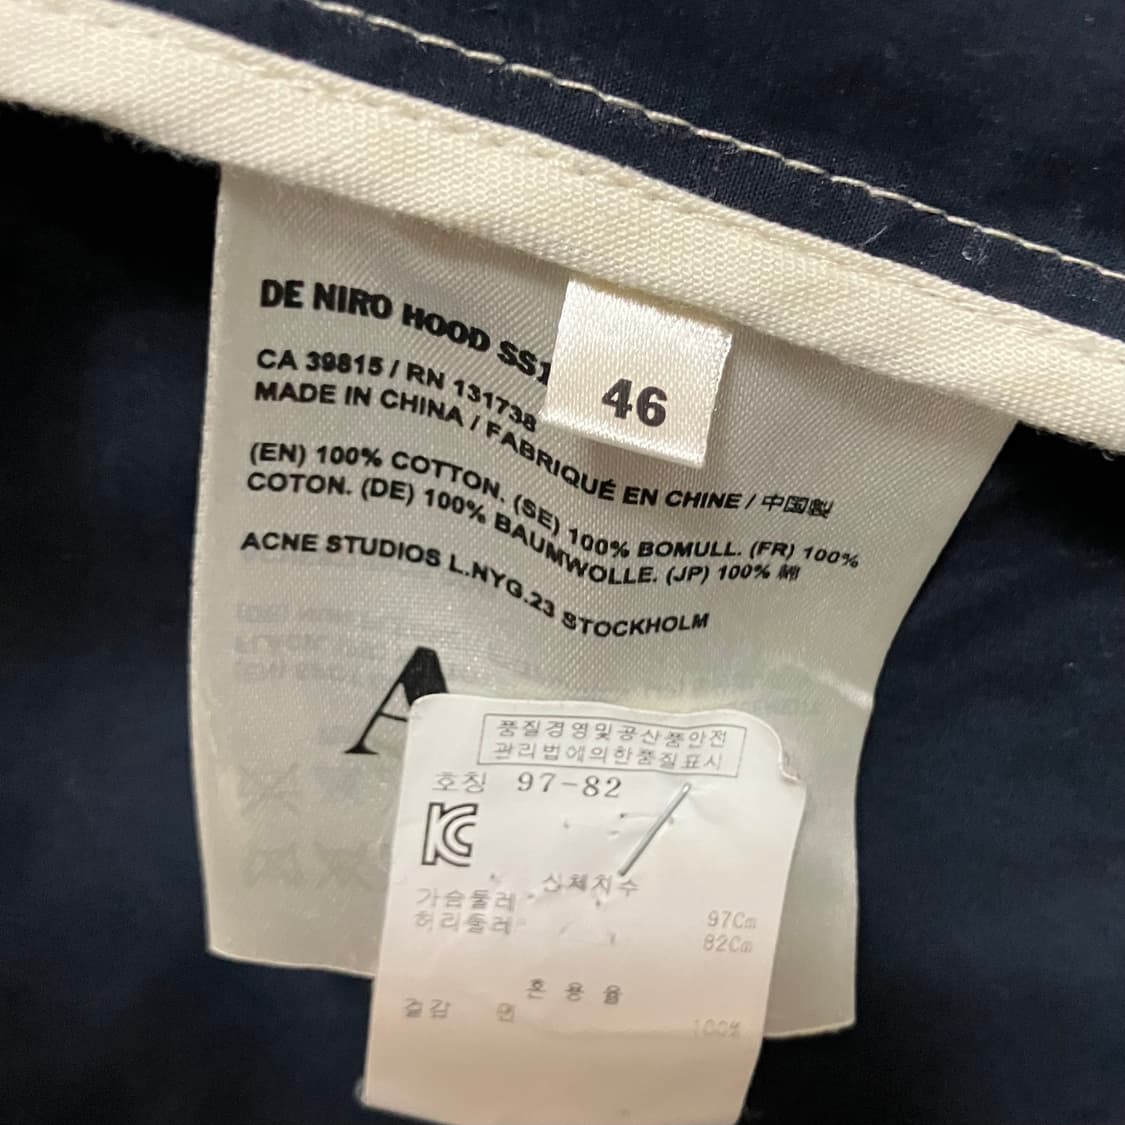 DE NIRO HOOD SS1
46
CA 39815 / RN 131738
MADE IN CHINA / FABRIQUÉ EN CHINE / 中国製
(EN) 100% COTTON. (SE) 100% BOMULL. (FR) 100%
COTON. (DE) 100% BAUMWOLLE. (JP) 100% 綿
ACNE STUDIOS L.NYG.23 STOCKHOLM
A
품질경영및공산품안전
관리법에의한품질표시
호칭 97-82
KC
신체치수
가슴둘레 97Cm
허리둘레 82Cm
혼 용 율
겉감 면 100%